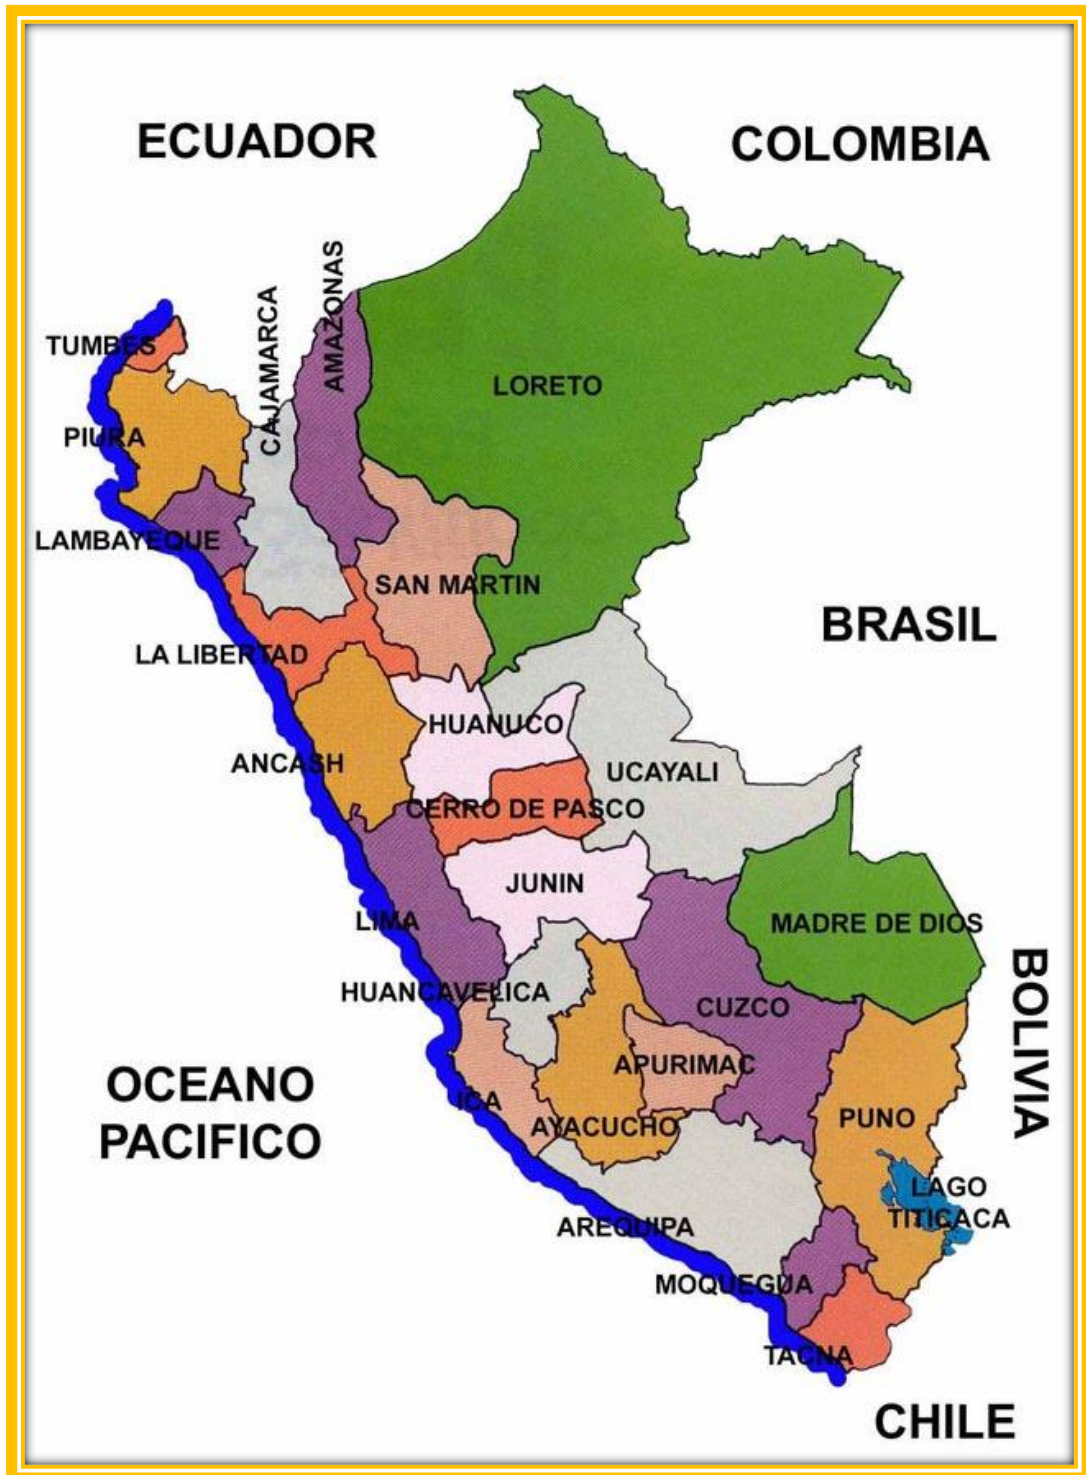 ECUADOR
COLOMBIA
AMAZONAS
CAJAMARCA
TUMBES
LORETO
PIURA
LAMBAYEQUE
SAN MARTIN
BRASIL
LA LIBERTAD
HUANUCO
ANCASH
UCAYALI
CERRO DE PASCO
JUNIN
LIMA
MADRE DE DIOS
HUANCAVELICA
CUZCO
BOLIVIA
APURIMAC
OCEANO
PACIFICO
ICA
AYACUCHO
PUNO
LAGO
TITICACA
AREQUIPA
MOQUEGUA
TACNA
CHILE